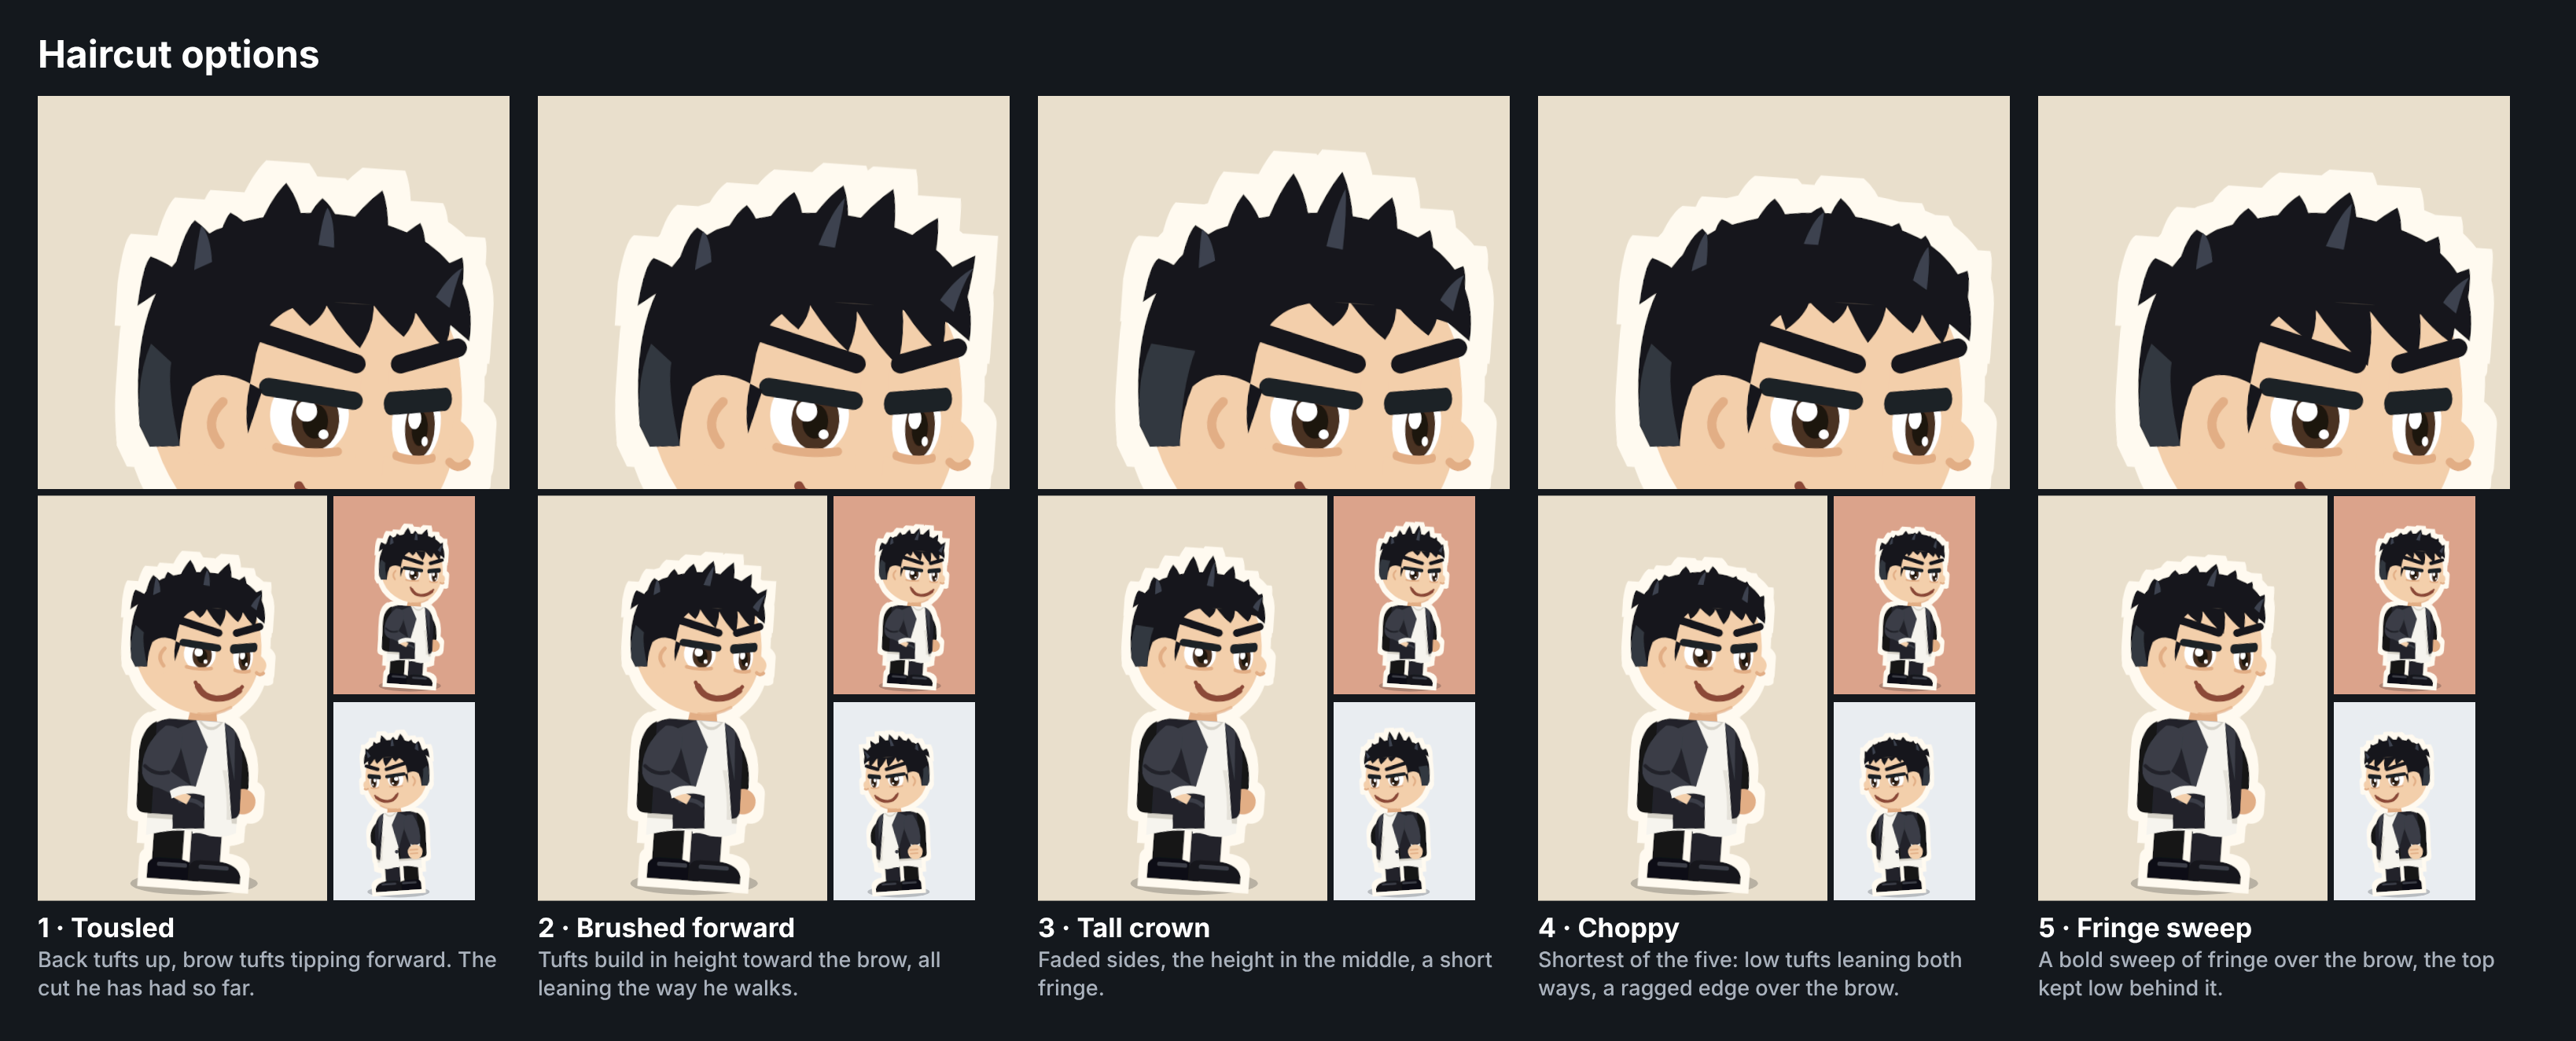 Haircut options
1 · Tousled
Back tufts up, brow tufts tipping forward. The
cut he has had so far.
2 · Brushed forward
Tufts build in height toward the brow, all
leaning the way he walks.
3 · Tall crown
Faded sides, the height in the middle, a short
fringe.
4 · Choppy
Shortest of the five: low tufts leaning both
ways, a ragged edge over the brow.
5 · Fringe sweep
A bold sweep of fringe over the brow, the top
kept low behind it.